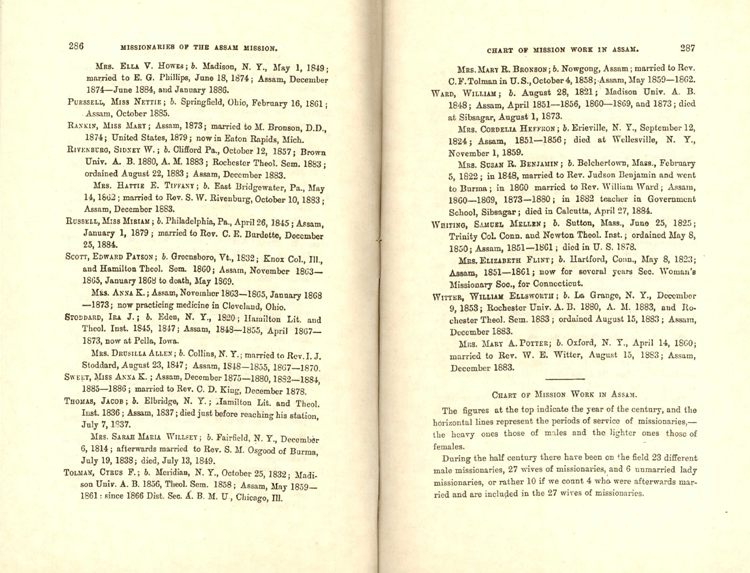 286 MISSIONARIES OF THE ASSAM MISSION.
MRS. ELLA V. HOWES; b. Madison, N. Y., May 1, 1849;
married to E. G. Phillips, June 18, 1874; Assam, December
1874—June 1884, and January 1886.
PURSSELL, MISS NETTIE; b. Springfield, Ohio, February 16, 1861;
Assam, October 1885.
RANKIN, MISS MARY; Assam, 1873; married to M. Bronson, D.D.,
1874; United States, 1879; now in Eaton Rapids, Mich.
RIVENBURG, SIDNEY W.; b. Clifford Pa., October 12, 1857; Brown
Univ. A. B. 1880, A. M. 1883; Rochester Theol. Sem. 1883;
ordained August 22, 1883; Assam, December 1883.
MRS. HATTIE E. TIFFANY; b. East Bridgewater, Pa., May
14, 1862; married to Rev. S. W. Rivenburg, October 10, 1883;
Assam, December 1883.
RUSSELL, MISS MIRIAM; b. Philadelphia, Pa., April 26, 1845; Assam,
January 1, 1879; married to Rev. C. E. Burdette, December
25, 1884.
SCOTT, EDWARD PAYSON; b. Greensboro, Vt., 1832; Knox Col., Ill.,
and Hamilton Theol. Sem. 1860; Assam, November 1863—
1865, January 1868 to death, May 1869.
MRS. ANNA K.; Assam, November 1863—1865, January 1868
—1873; now practicing medicine in Cleveland, Ohio.
STODDARD, IRA J.; b. Eden, N. Y., 1820; Hamilton Lit. and
Theol. Inst. 1845, 1847; Assam, 1848—1855, April 1867—
1873, now at Pella, Iowa.
MRS. DRUSILLA ALLEN; b. Collins, N. Y.; married to Rev. I. J.
Stoddard, August 23, 1847; Assam, 1848—1855, 1867—1870.
SWEET, MISS ANNA K.; Assam, December 1875—1880, 1882—1884,
1885—1886; married to Rev. C. D. King, December 1878.
THOMAS, JACOB; b. Elbridge, N. Y.; Hamilton Lit. and Theol.
Inst. 1836; Assam, 1837; died just before reaching his station,
July 7, 1837.
MRS. SARAH MARIA WILLSEY; b. Fairfield, N. Y., December
6, 1814; afterwards married to Rev. S. M. Osgood of Burma,
July 19, 1838; died, July 13, 1849.
TOLMAN, CYRUS F.; b. Meridian, N. Y., October 25, 1832; Madi-
son Univ. A. B. 1856, Theol. Sem. 1858; Assam, May 1859—
1861: since 1866 Dist. Sec. A. B. M. U, Chicago, Ill.
CHART OF MISSION WORK IN ASSAM. 287
MRS. MARY R. BRONSON; b. Nowgong, Assam; married to Rev.
C. F. Tolman in U. S., October 4, 1858; Assam, May 1859—1862.
WARD, WILLIAM; b. August 28, 1821; Madison Univ. A. B.
1848; Assam, April 1851—1856, 1860—1869, and 1873; died
at Sibsagar, August 1, 1873.
MRS. CORDELIA HEFFRON; b. Erieville, N. Y., September 12,
1824; Assam, 1851—1856; died at Wellesville, N. Y.,
November 1, 1859.
MRS. SUZAN R. BENJAMIN; b. Belchertown, Mass., February
5, 1822; in 1848, married to Rev. Judson Benjamin and went
to Burma; in 1860 married to Rev. William Ward; Assam,
1860—1869, 1873—1880; in 1882 teacher in Government
School, Sibsagar; died in Calcutta, April 27, 1884.
WHITING, SAMUEL MELLEN; b. Sutton, Mass., June 25, 1825;
Trinity Col. Conn. and Newton Theol. Inst.; ordained May 8,
1850; Assam, 1851—1861; died in U. S. 1878.
MRS. ELIZABETH FLINT; b. Hartford, Conn., May 8, 1823;
Assam, 1851—1861; now for several years Sec. Woman's
Missionary Soc., for Connecticut.
WITTER, WILLIAM ELLSWORTH; b. La Grange, N. Y., December
9, 1853; Rochester Univ. A. B. 1880, A. M. 1883, and Ro-
chester Theol. Sem. 1883; ordained August 15, 1883; Assam,
December 1883.
MRS. MARY A. POTTER; b. Oxford, N. Y., April 14, 1860;
married to Rev. W. E. Witter, August 15, 1883; Assam,
December 1883.
CHART OF MISSION WORK IN ASSAM.
The figures at the top indicate the year of the century, and the
horizontal lines represent the periods of service of missionaries,—
the heavy ones those of males and the lighter ones those of
females.
During the half century there have been on the field 23 different
male missionaries, 27 wives of missionaries, and 6 unmarried lady
missionaries, or rather 10 if we count 4 who were afterwards mar-
ried and are included in the 27 wives of missionaries.